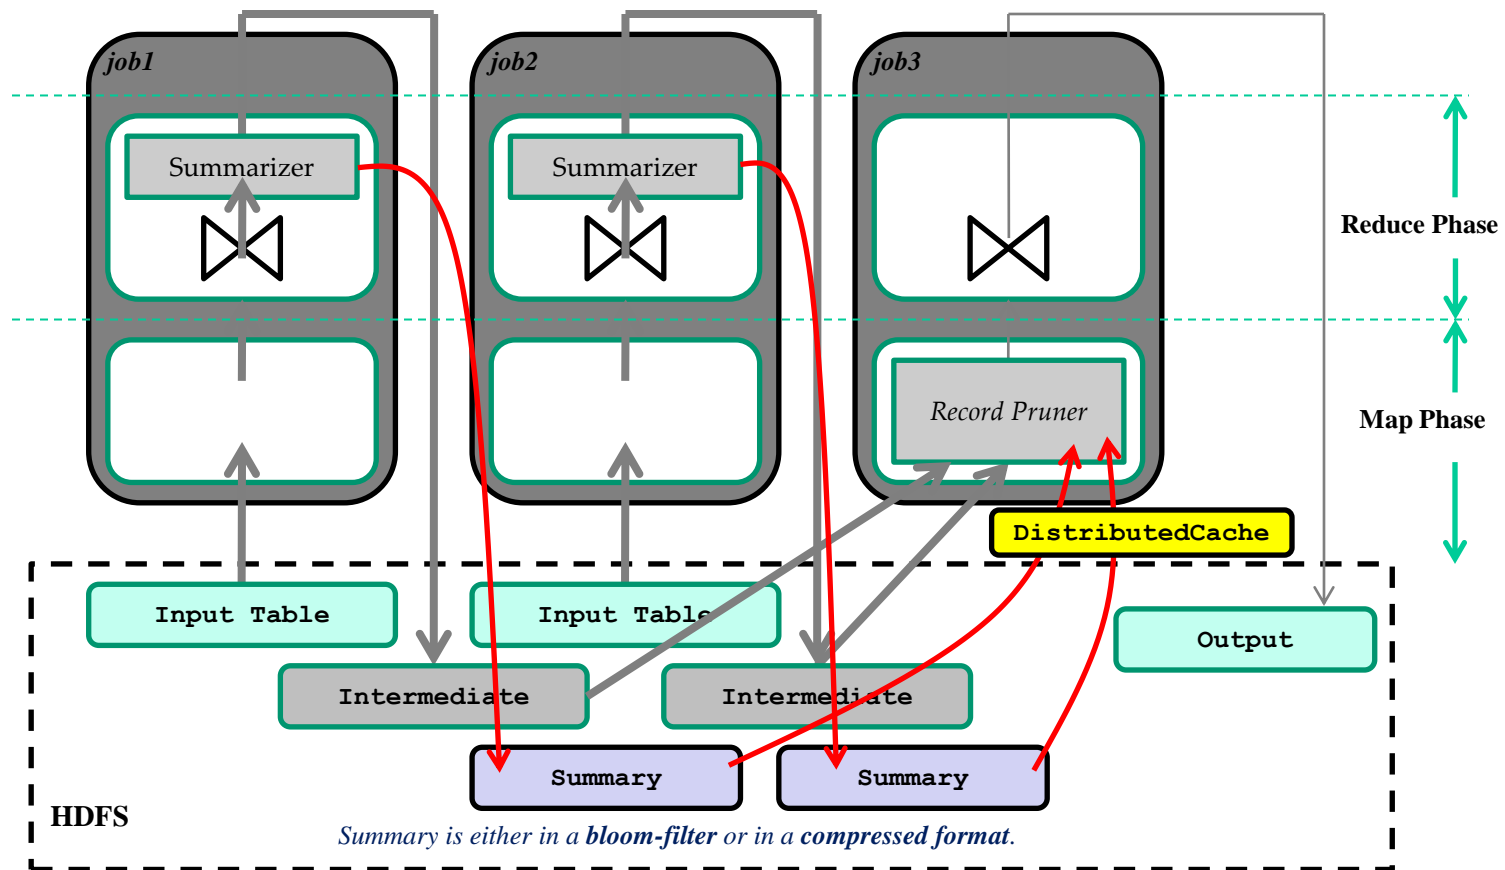 job1
job2
job3
Summarizer
Summarizer
Reduce Phase
Record Pruner
Map Phase
DistributedCache
Input Table
Input Table
Output
Intermediate
Intermediate
Summary
Summary
HDFS
Summary is either in a bloom-filter or in a compressed format.